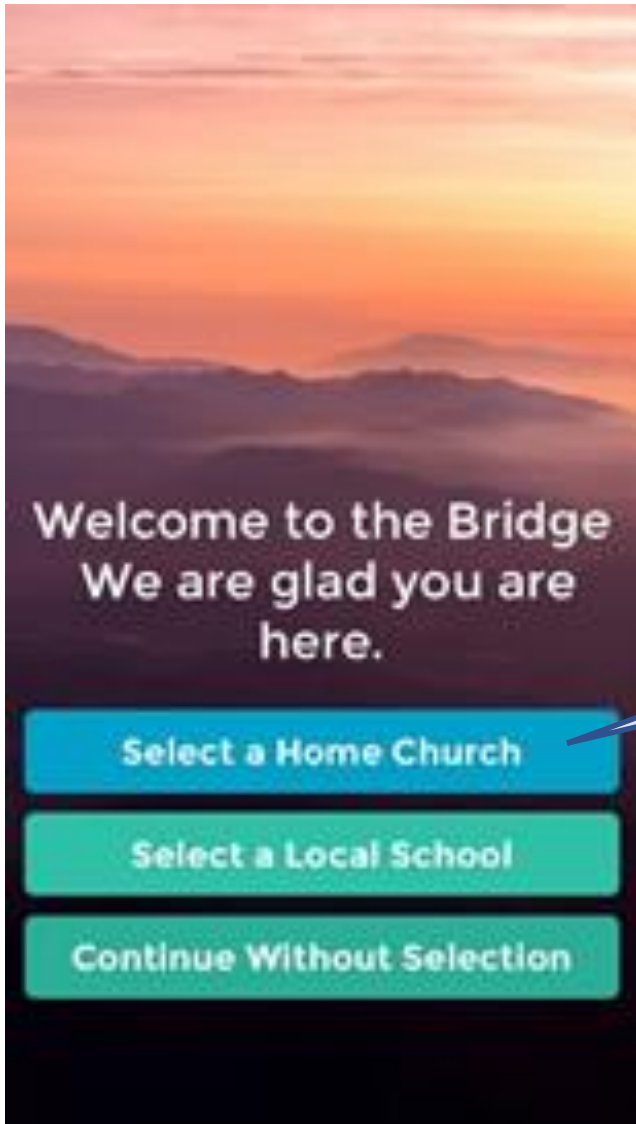 Welcome to the Bridge
We are glad you are
here.
Select a Home Church
Select a Local School
Continue Without Selection